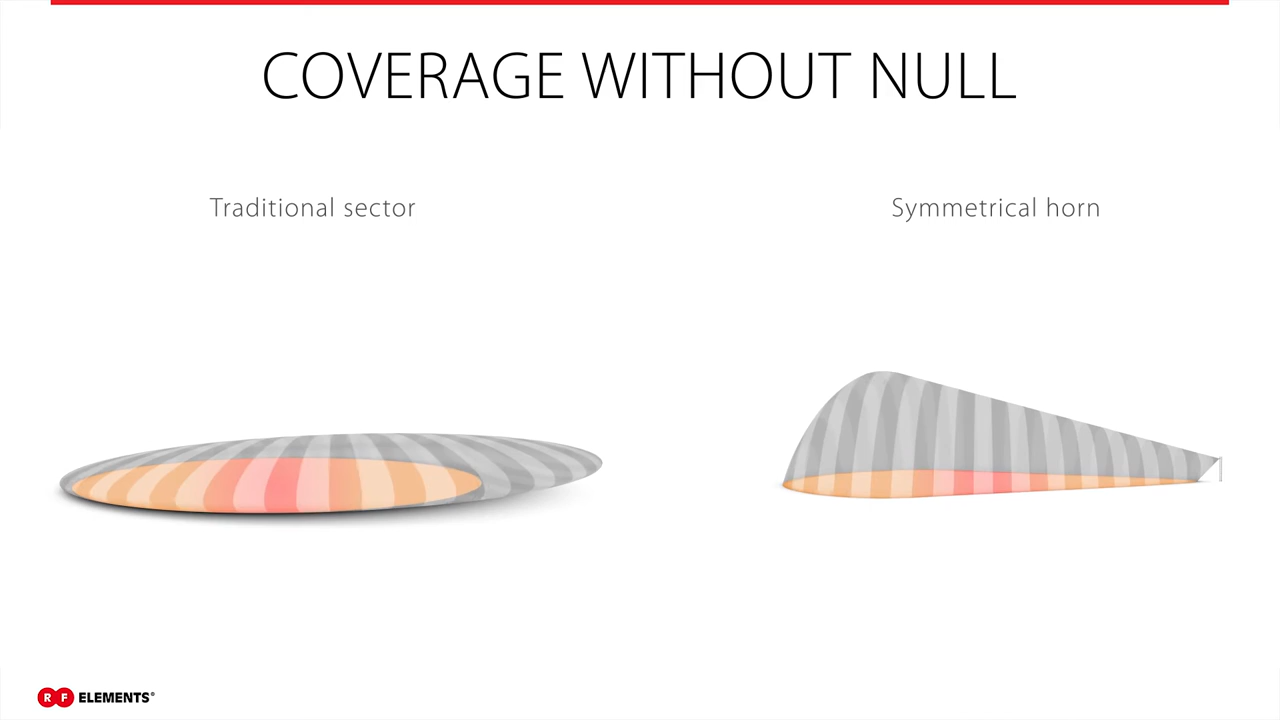 COVERAGE WITHOUT NULL
Traditional sector
Symmetrical horn
RF ELEMENTS®